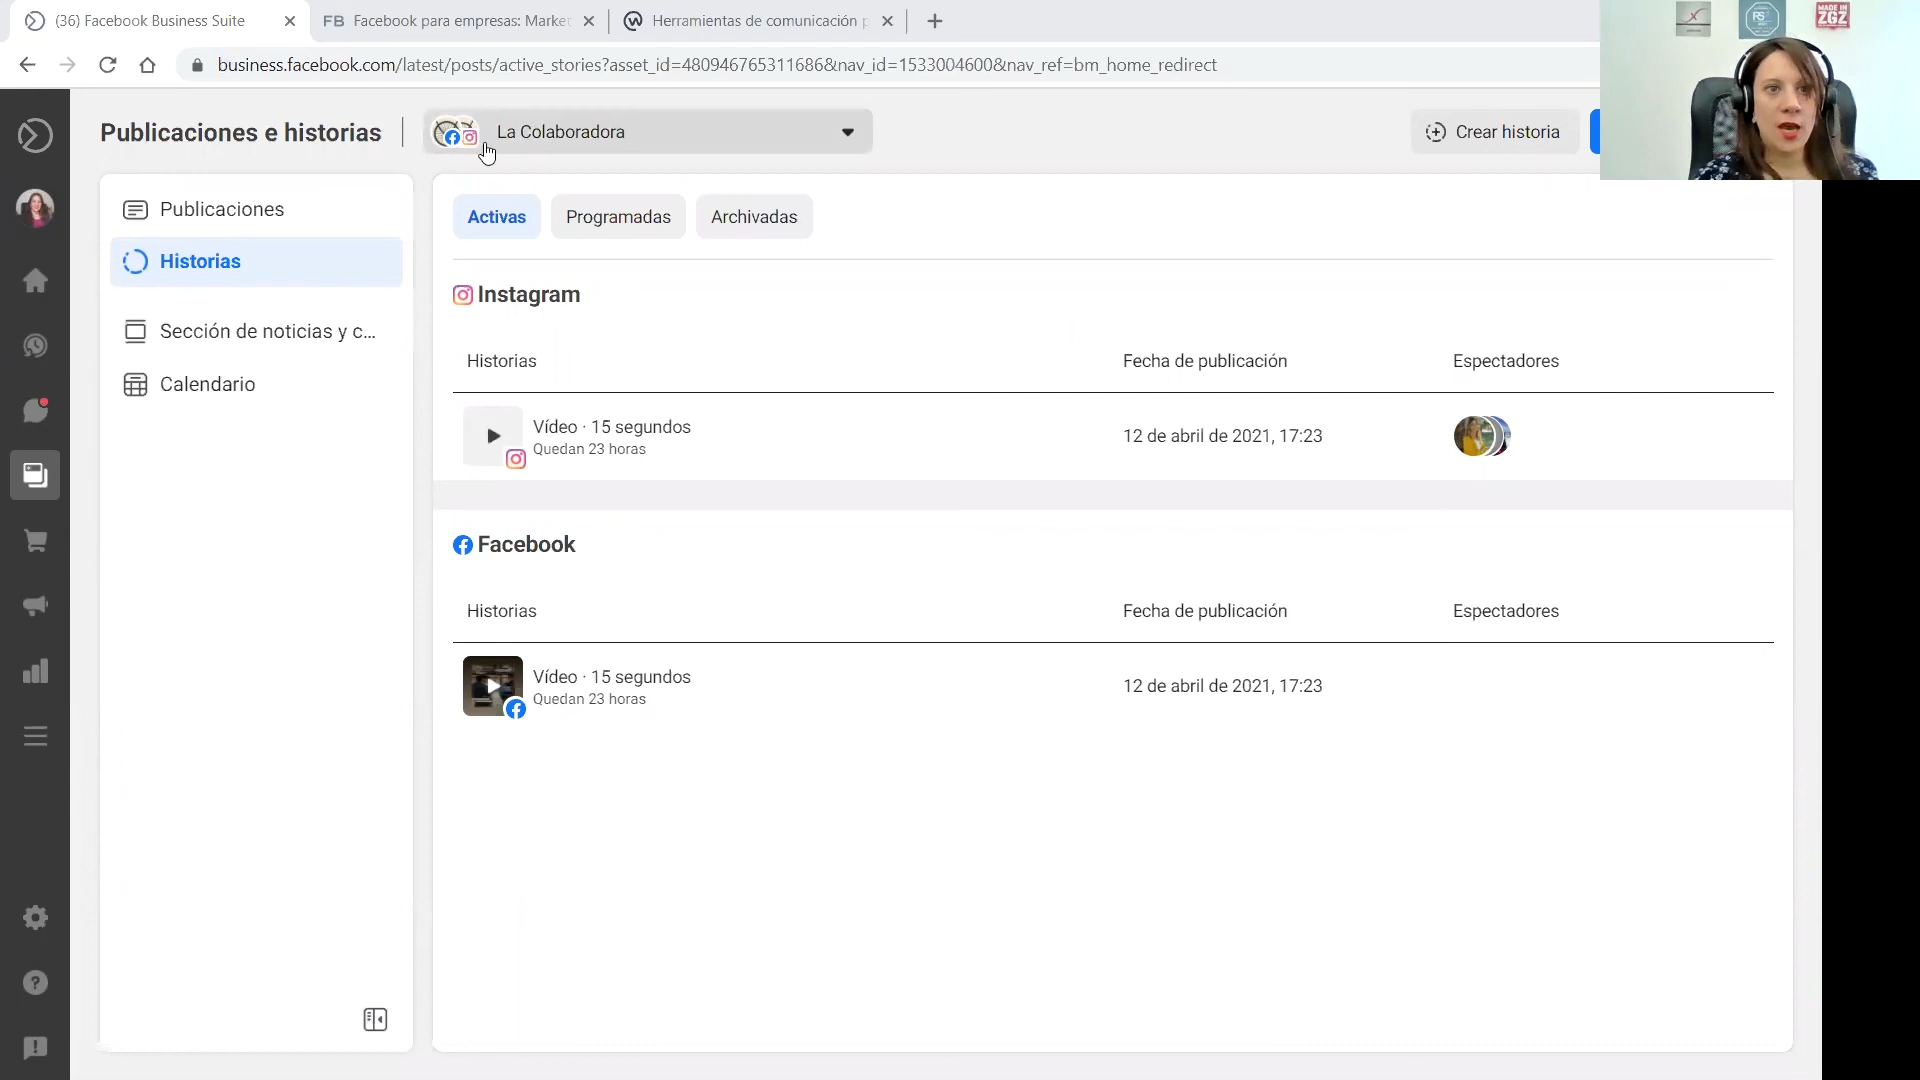 (36) Facebook Business Suite
FB Facebook para empresas: Market
Herramientas de comunicación p
business.facebook.com/latest/posts/active_stories?asset_id=480946765311686&nav_id=1533004600&nav_ref=bm_home_redirect
Publicaciones e historias
La Colaboradora
Crear historia
RS
MADE IN
ZGZ
Publicaciones
Historias
Sección de noticias y c...
Calendario
Activas
Programadas
Archivadas
Instagram
Historias
Fecha de publicación
Espectadores
Vídeo · 15 segundos
Quedan 23 horas
12 de abril de 2021, 17:23
Facebook
Historias
Fecha de publicación
Espectadores
Vídeo · 15 segundos
Quedan 23 horas
12 de abril de 2021, 17:23